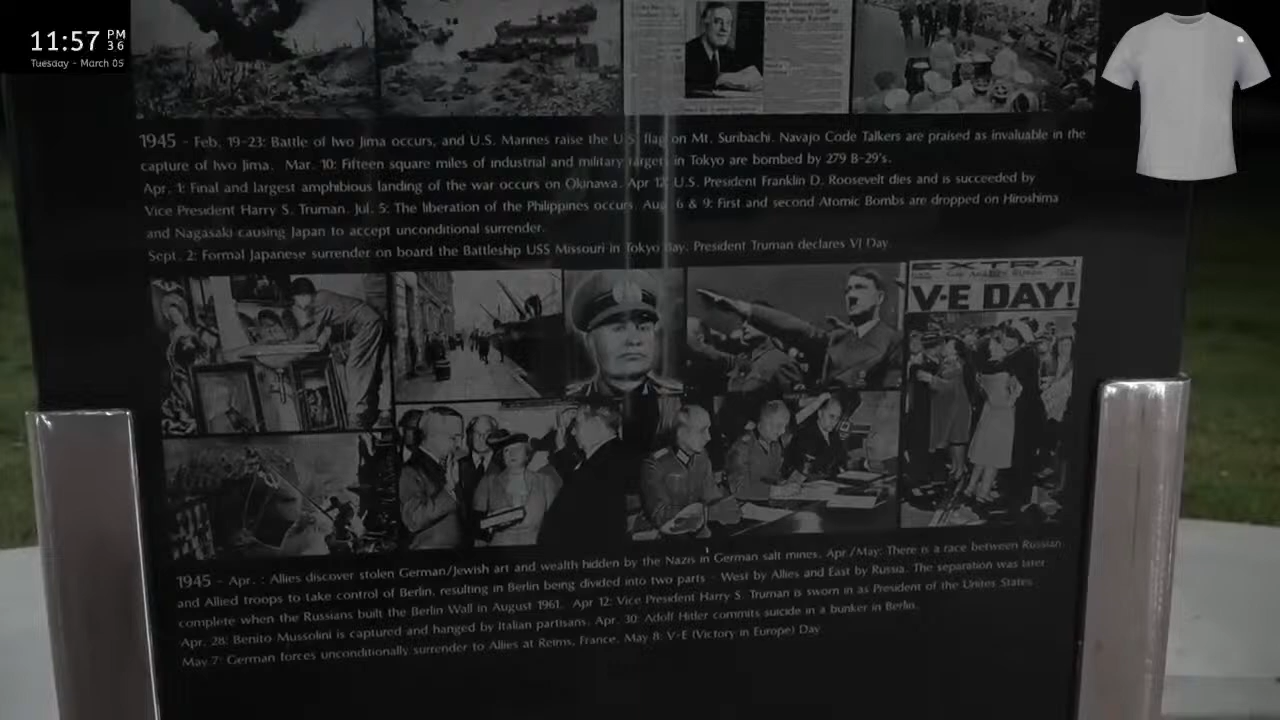 11:57 PM 36
Tuesday - March 05
1945 - Feb. 19-23: Battle of Iwo Jima occurs, and U.S. Marines raise the U.S. flag on Mt. Suribachi. Navajo Code Talkers are praised as invaluable in the
capture of Iwo Jima. Mar. 10: Fifteen square miles of industrial and military targets in Tokyo are bombed by 279 B-29's.
Apr. 1: Final and largest amphibious landing of the war occurs on Okinawa. Apr 12: U.S. President Franklin D. Roosevelt dies and is succeeded by
Vice President Harry S. Truman. Jul. 5: The liberation of the Philippines occurs. Aug. 6 & 9: First and second Atomic Bombs are dropped on Hiroshima
and Nagasaki causing Japan to accept unconditional surrender.
Sept. 2: Formal Japanese surrender on board the Battleship USS Missouri in Tokyo Bay. President Truman declares VJ Day
EXTRA!
V-E DAY!
1945 - Apr. : Allies discover stolen German/Jewish art and wealth hidden by the Nazis in German salt mines. Apr./May: There is a race between Russian
and Allied troops to take control of Berlin, resulting in Berlin being divided into two parts - West by Allies and East by Russia. The separation was later
complete when the Russians built the Berlin Wall in August 1961. Apr 12: Vice President Harry S. Truman is sworn in as President of the United States.
Apr. 28: Benito Mussolini is captured and hanged by Italian partisans. Apr. 30: Adolf Hitler commits suicide in a bunker in Berlin.
May 7: German forces unconditionally surrender to Allies at Reims, France. May 8: V-E (Victory in Europe) Day